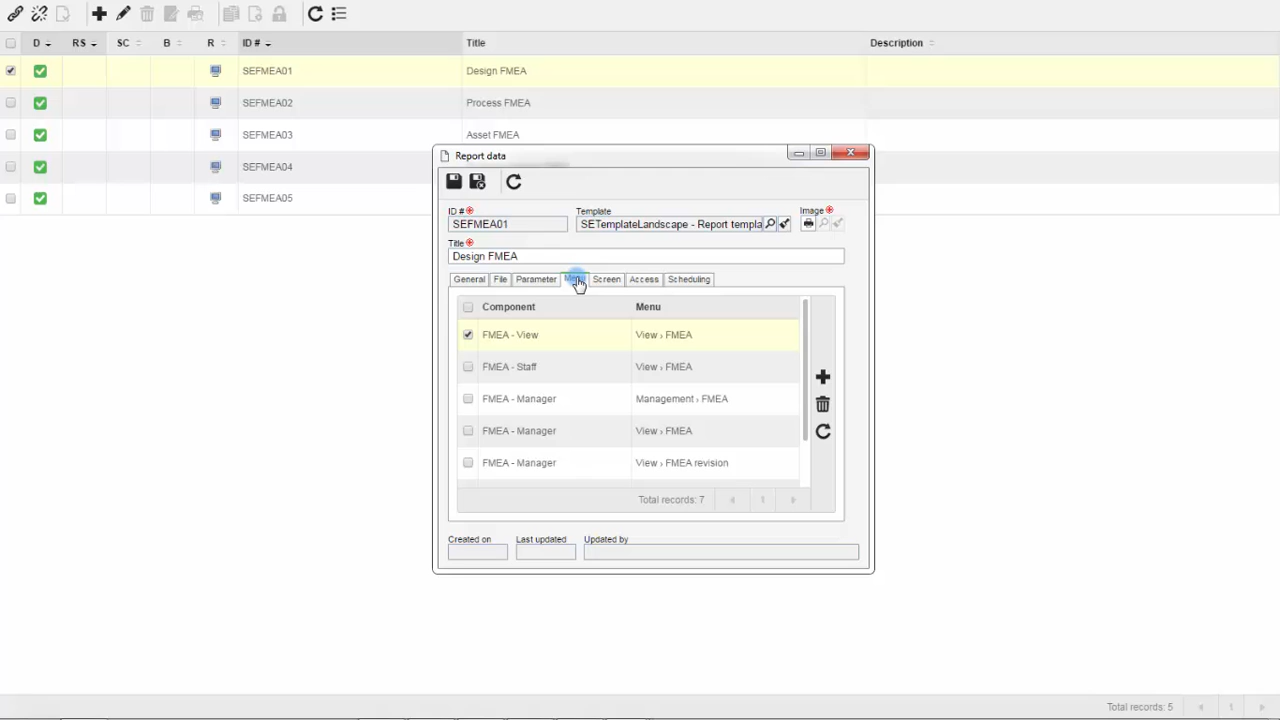 D RS SC B R ID # Title Description
SEFMEA01 Design FMEA
SEFMEA02 Process FMEA
SEFMEA03 Asset FMEA
SEFMEA04
SEFMEA05
Report data
ID # Template Image
SEFMEA01 SETemplateLandscape - Report templa
Title
Design FMEA
General File Parameter Screen Access Scheduling
Component Menu
FMEA - View View › FMEA
FMEA - Staff View › FMEA
FMEA - Manager Management › FMEA
FMEA - Manager View › FMEA
FMEA - Manager View › FMEA revision
Total records: 7 1
Created on Last updated Updated by
Total records: 5 1